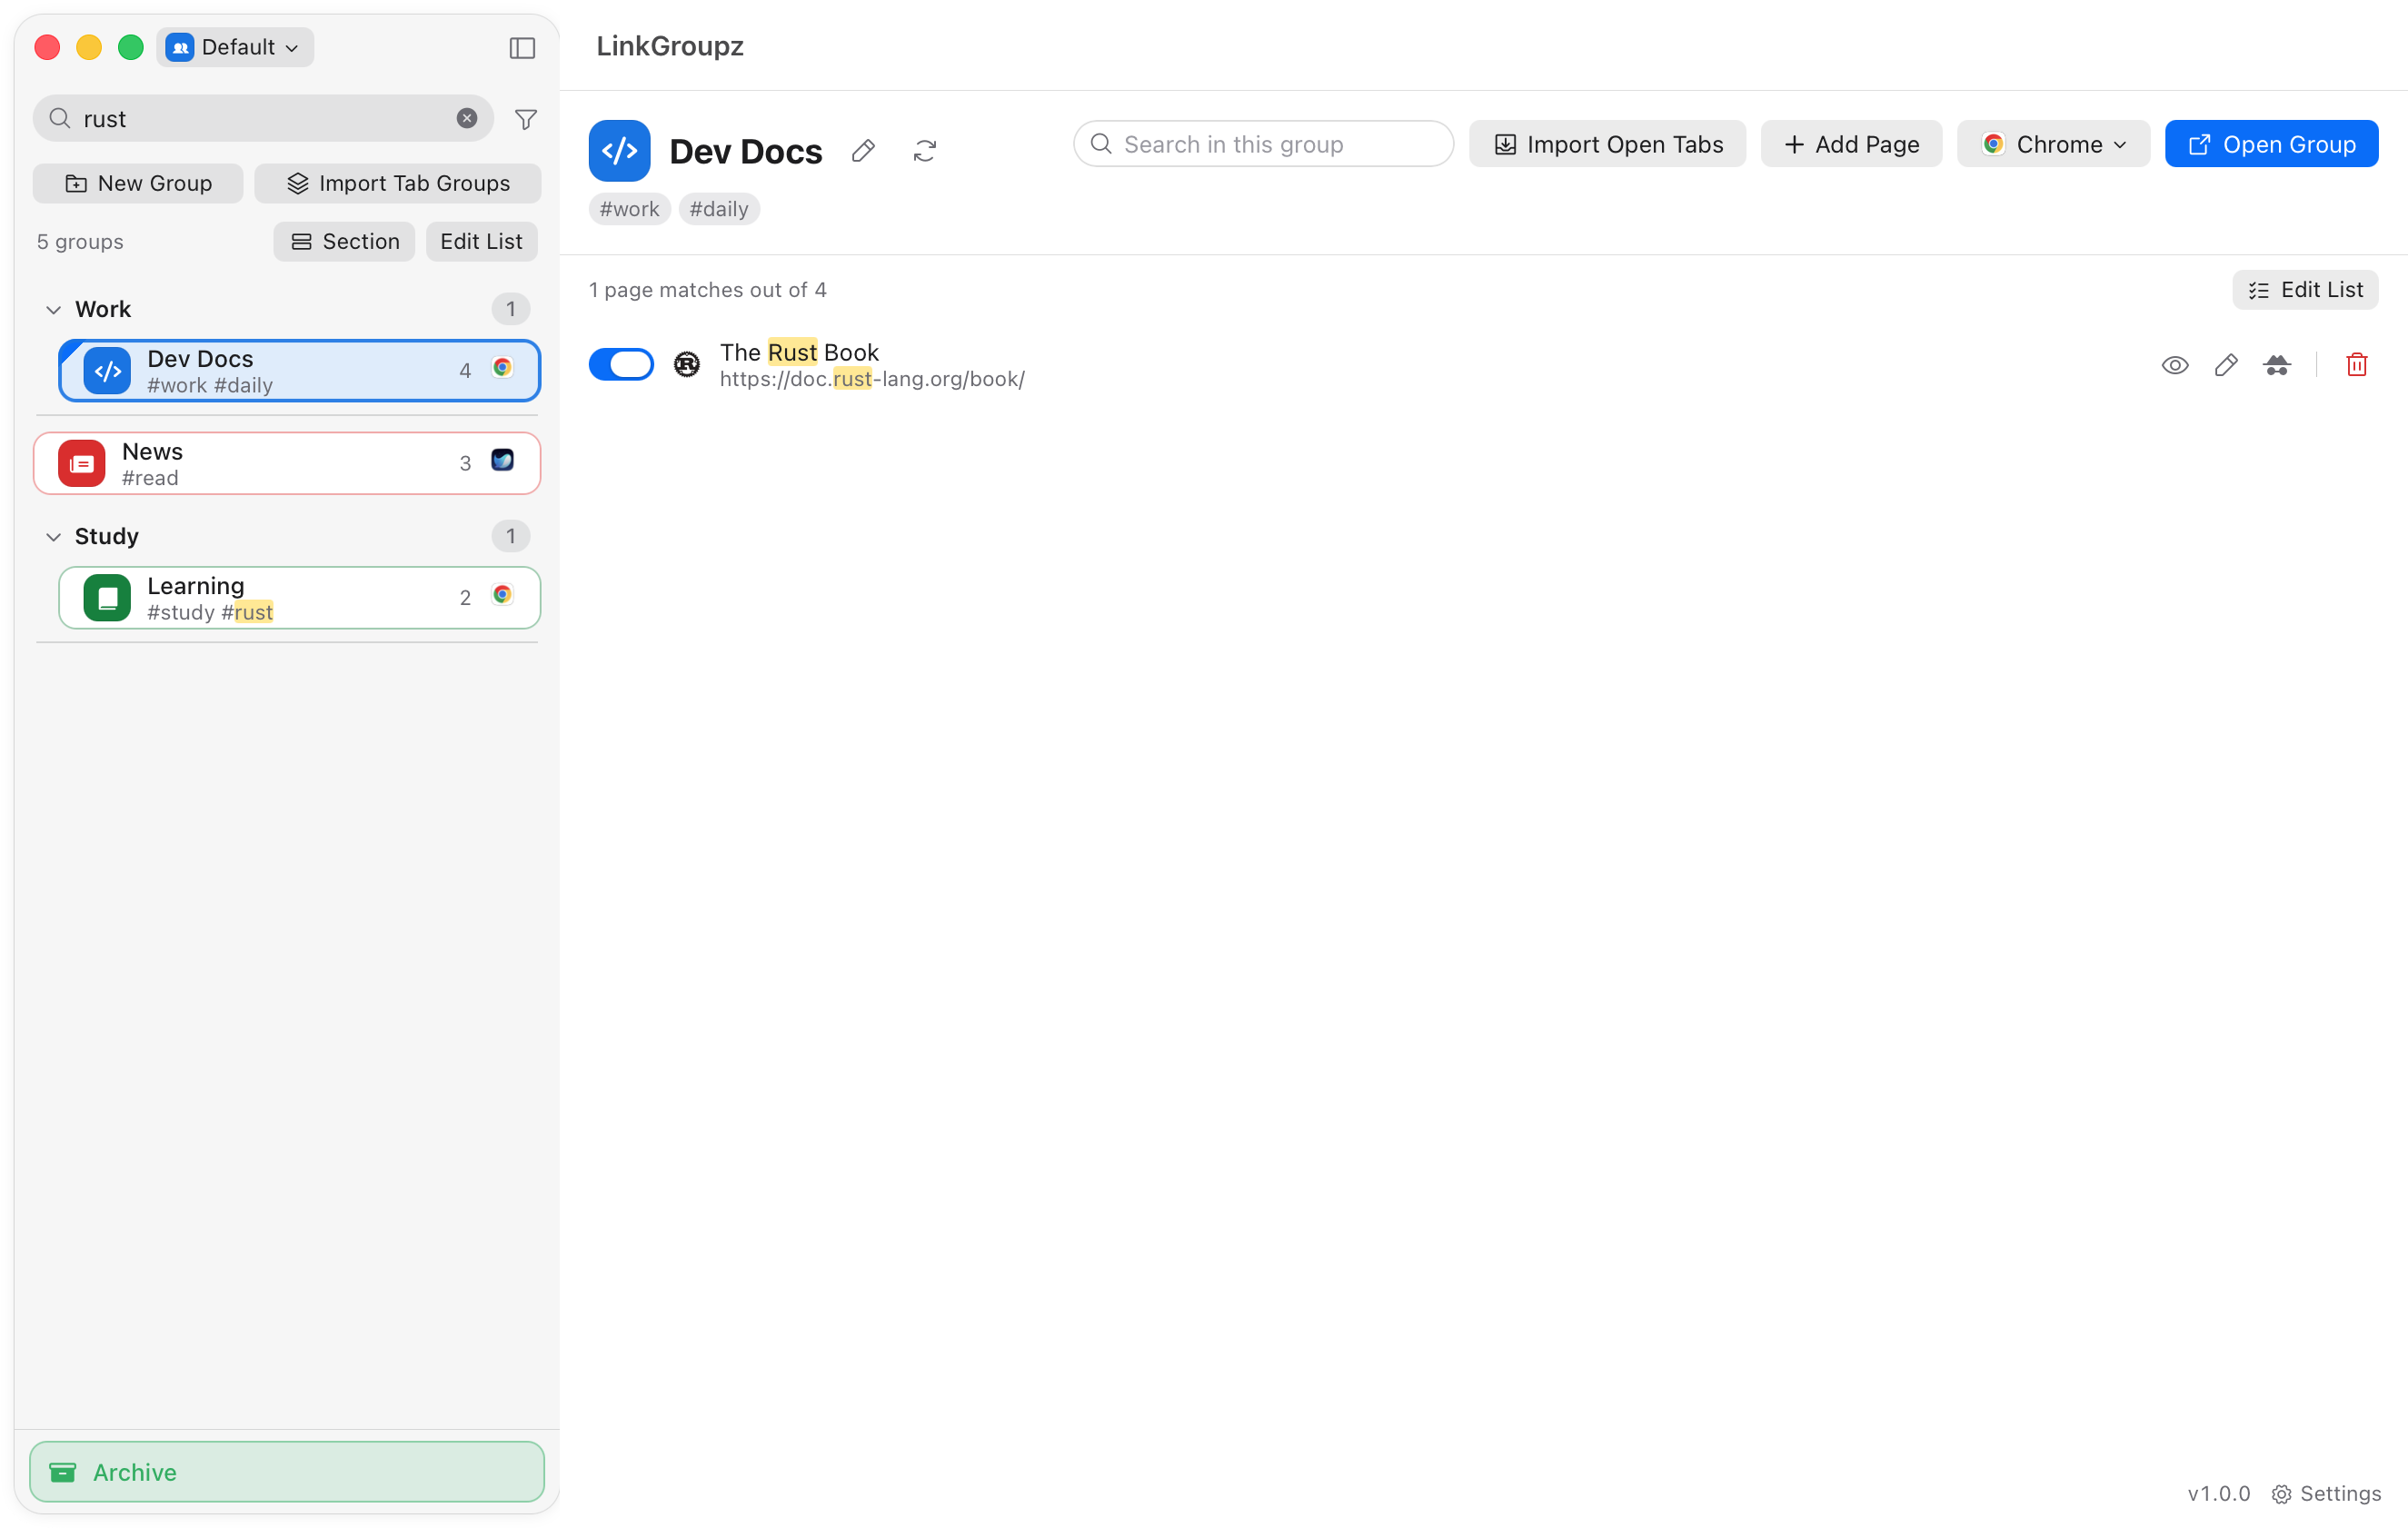 Default
LinkGroupz
rust
New Group
Import Tab Groups
5 groups
Section
Edit List
Work 1
Dev Docs
#work #daily
4
News
#read
3
Study 1
Learning
#study #rust
2
Archive
Dev Docs
Search in this group
Import Open Tabs
Add Page
Chrome
Open Group
#work #daily
1 page matches out of 4
Edit List
The Rust Book
https://doc.rust-lang.org/book/
v1.0.0
Settings